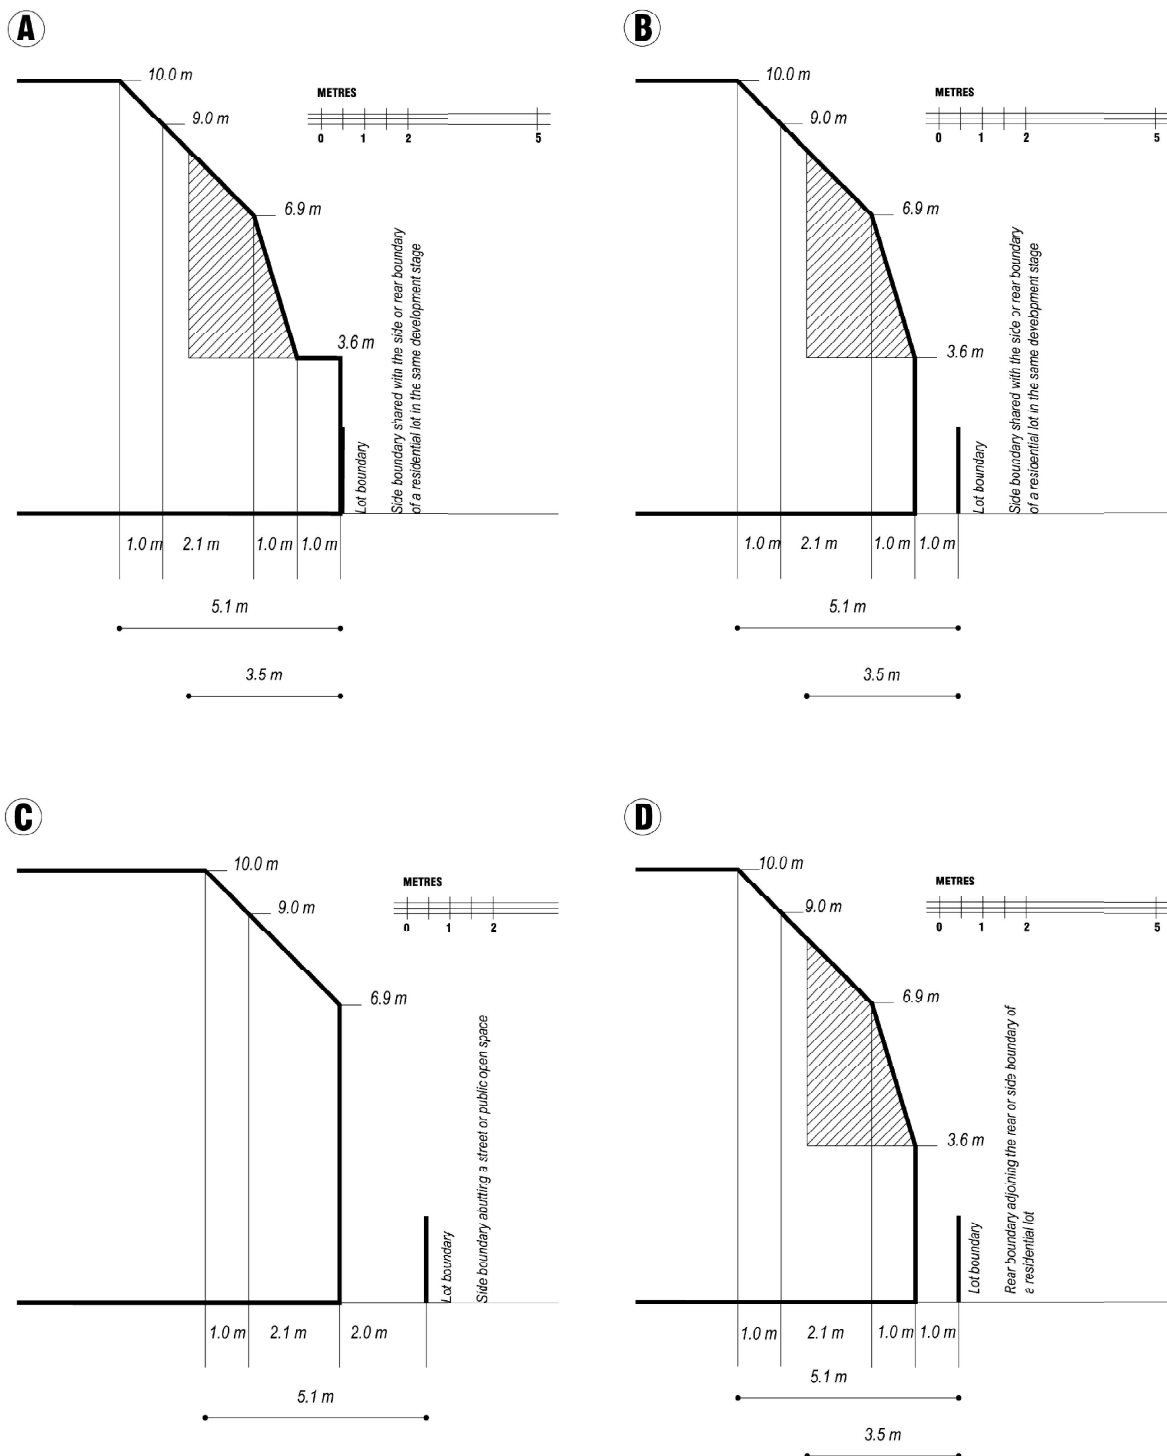 A
10.0 m
METRES
9.0 m
0 1 2 5
6.9 m
3.6 m
Lot boundary
Side boundary shared with the side or rear boundary
of a residential lot in the same development stage
1.0 m 2.1 m 1.0 m 1.0 m
5.1 m
3.5 m
B
10.0 m
METRES
9.0 m
0 1 2 5
6.9 m
3.6 m
Lot boundary
Side boundary shared with the side or rear boundary
of a residential lot in the same development stage
1.0 m 2.1 m 1.0 m 1.0 m
5.1 m
3.5 m
C
10.0 m
METRES
9.0 m
0 1 2
6.9 m
Lot boundary
Side boundary abutting a street or public open space
1.0 m 2.1 m 2.0 m
5.1 m
D
10.0 m
METRES
9.0 m
0 1 2 5
6.9 m
3.6 m
Lot boundary
Rear boundary adjoining the rear or side boundary of
a residential lot
1.0 m 2.1 m 1.0 m 1.0 m
5.1 m
3.5 m